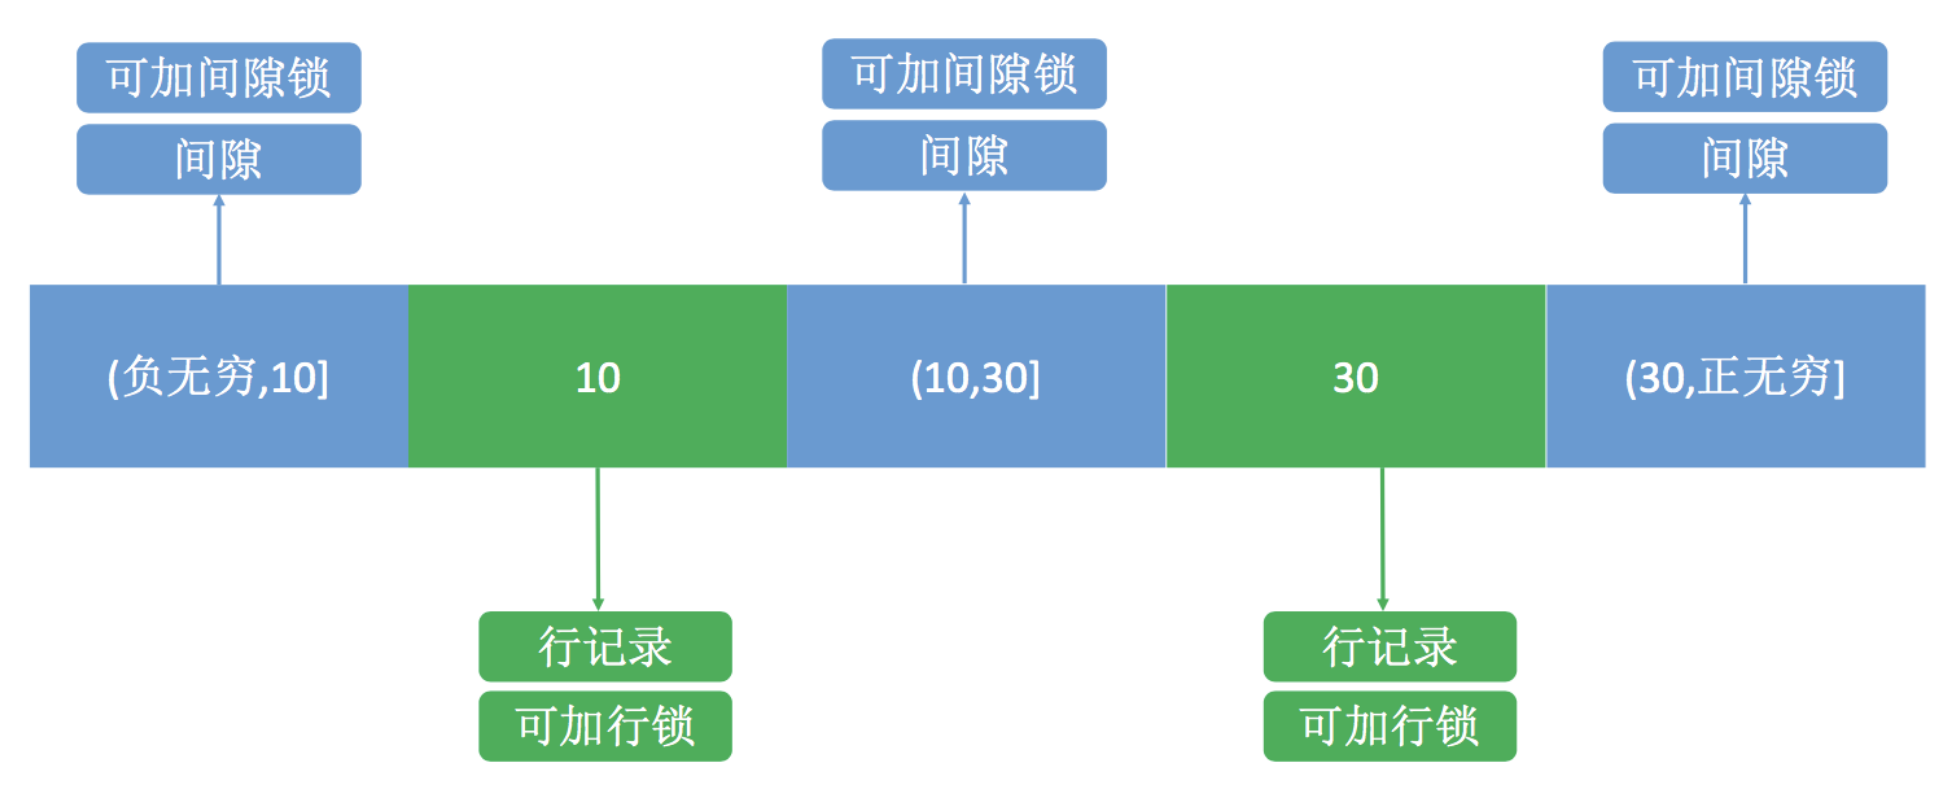 可加间隙锁
间隙
可加间隙锁
间隙
可加间隙锁
间隙
(负无穷,10]
10
(10,30]
30
(30,正无穷]
行记录
可加行锁
行记录
可加行锁